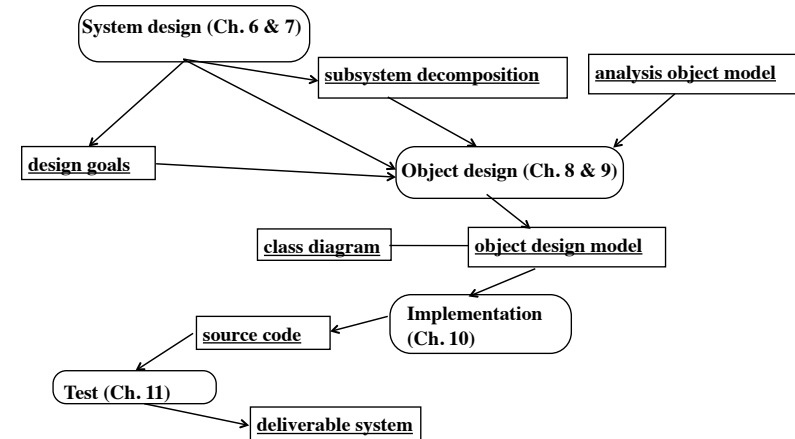 System design (Ch. 6 & 7)
subsystem decomposition
analysis object model
design goals
Object design (Ch. 8 & 9)
class diagram
object design model
Implementation
(Ch. 10)
source code
Test (Ch. 11)
deliverable system